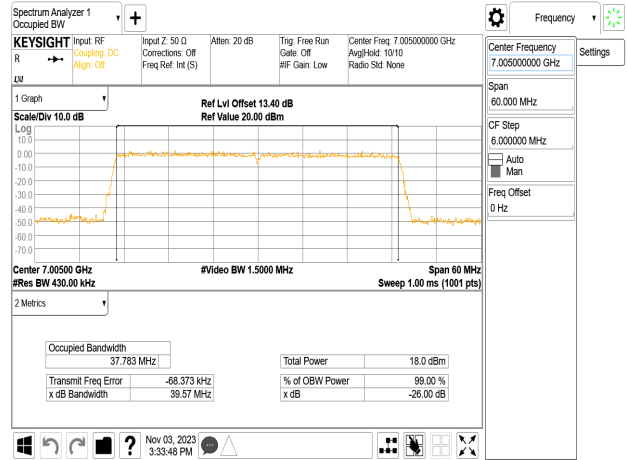 Spectrum Analyzer 1
Occupied BW
KEYSIGHT
R
Input: RF
Coupling: DC
Align: Off
Input Z: 50 Ω
Corrections: Off
Freq Ref: Int (S)
Atten: 20 dB
Trig: Free Run
Gate: Off
#IF Gain: Low
Center Freq: 7.005000000 GHz
Avg|Hold: 10/10
Radio Std: None
1 Graph
Scale/Div 10.0 dB
Ref Lvl Offset 13.40 dB
Ref Value 20.00 dBm
Log
10.0
0.00
-10.0
-20.0
-30.0
-40.0
-50.0
-60.0
-70.0
Center 7.00500 GHz
#Res BW 430.00 kHz
#Video BW 1.5000 MHz
Span 60 MHz
Sweep 1.00 ms (1001 pts)
2 Metrics
Occupied Bandwidth
37.783 MHz
Transmit Freq Error -68.373 kHz
x dB Bandwidth 39.57 MHz
Total Power 18.0 dBm
% of OBW Power 99.00 %
x dB -26.00 dB
Nov 03, 2023
3:33:48 PM
Frequency
Center Frequency
7.005000000 GHz
Span
60.000 MHz
CF Step
6.000000 MHz
Auto
Man
Freq Offset
0 Hz
Settings